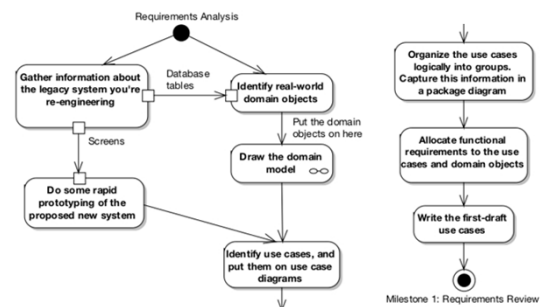 Requirements Analysis
Gather information about
the legacy system you're
re-engineering
Database
tables
Identify real-world
domain objects
Screens
Put the domain
objects on here
Draw the domain
model
Do some rapid
prototyping of the
proposed new system
Identify use cases, and
put them on use case
diagrams
Organize the use cases
logically into groups.
Capture this information in
a package diagram
Allocate functional
requirements to the use
cases and domain objects
Write the first-draft
use cases
Milestone 1: Requirements Review